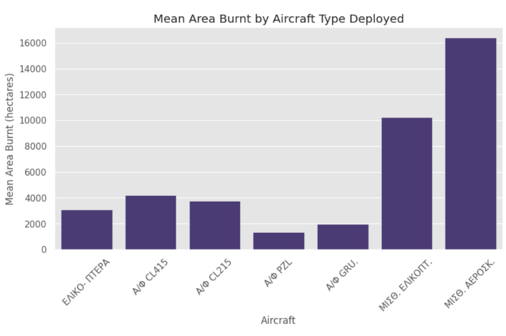 Mean Area Burnt by Aircraft Type Deployed
Mean Area Burnt (hectares)
16000
14000
12000
10000
8000
6000
4000
2000
0
ΕΛΙΚΟ- ΠΤΕΡΑ
Α/Φ CL415
Α/Φ CL215
Α/Φ PZL
Α/Φ GRU.
ΜΙΣΘ. ΕΛΙΚΟΠΤ.
ΜΙΣΘ. ΑΕΡΟΣΚ.
Aircraft